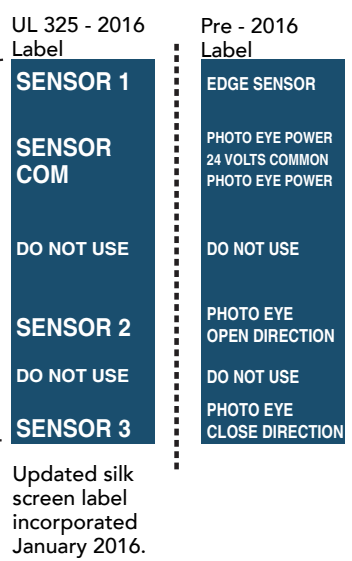 UL 325 - 2016
Label
SENSOR 1
SENSOR
COM
DO NOT USE
SENSOR 2
DO NOT USE
SENSOR 3
Updated silk
screen label
incorporated
January 2016.
Pre - 2016
Label
EDGE SENSOR
PHOTO EYE POWER
24 VOLTS COMMON
PHOTO EYE POWER
DO NOT USE
PHOTO EYE
OPEN DIRECTION
DO NOT USE
PHOTO EYE
CLOSE DIRECTION